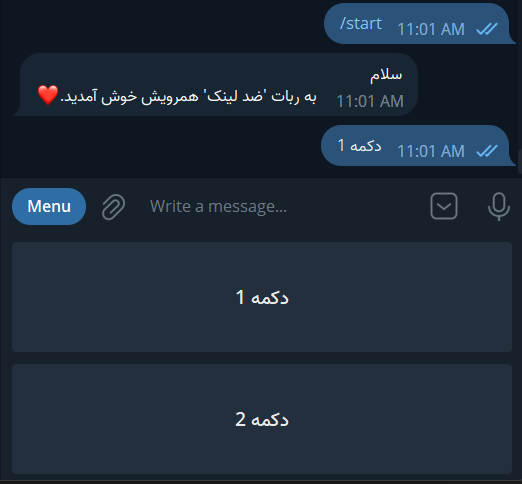 /start 11:01 AM
سلام
به ربات 'ضد لینک' همرویش خوش آمدید.❤️ 11:01 AM
دکمه 1 11:01 AM
Menu Write a message...
دکمه 1
دکمه 2